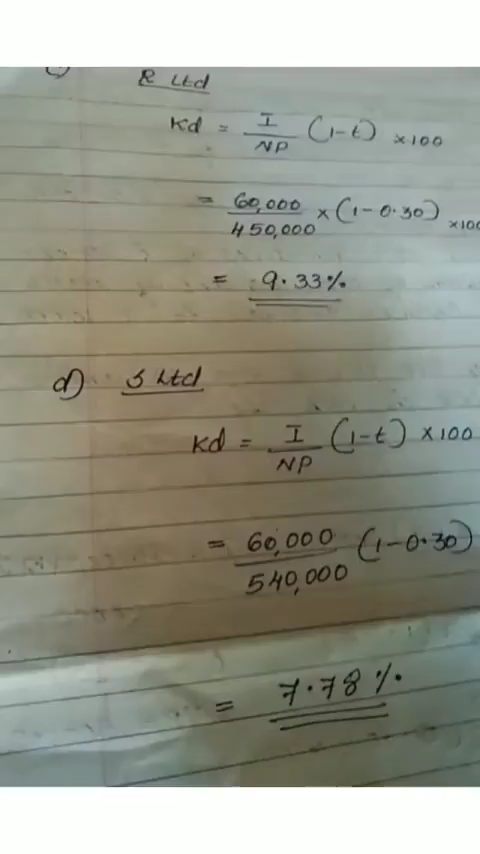 c)
R Ltd
Kd = I/NP (1-t) ×100
= 60,000/450,000 × (1-0.30) ×100
= 9.33%
d) S Ltd
Kd = I/NP (1-t) ×100
= 60,000/540,000 (1-0.30)
= 7.78%